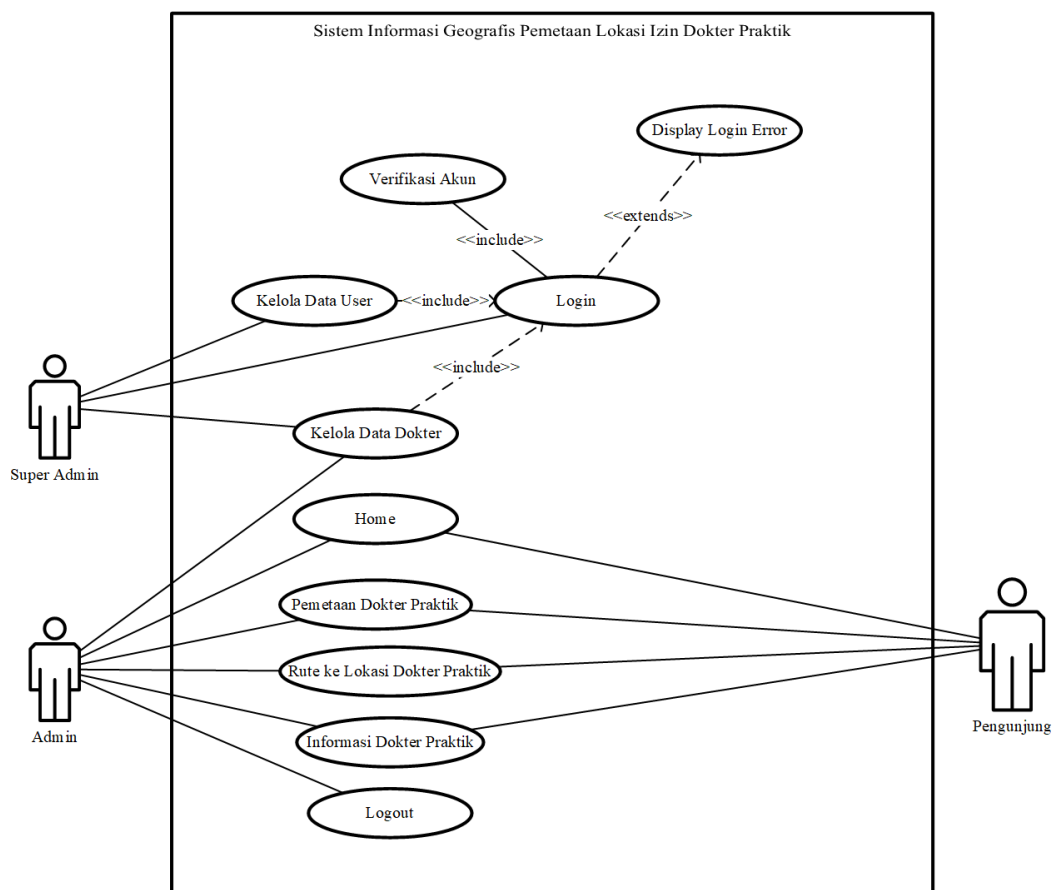 Sistem Informasi Geografis Pemetaan Lokasi Izin Dokter Praktik
Display Login Error
Verifikasi Akun
<<extends>>
<<include>>
Kelola Data User
<<include>>
Login
<<include>>
Kelola Data Dokter
Super Admin
Home
Pemetaan Dokter Praktik
Rute ke Lokasi Dokter Praktik
Informasi Dokter Praktik
Admin
Pengunjung
Logout